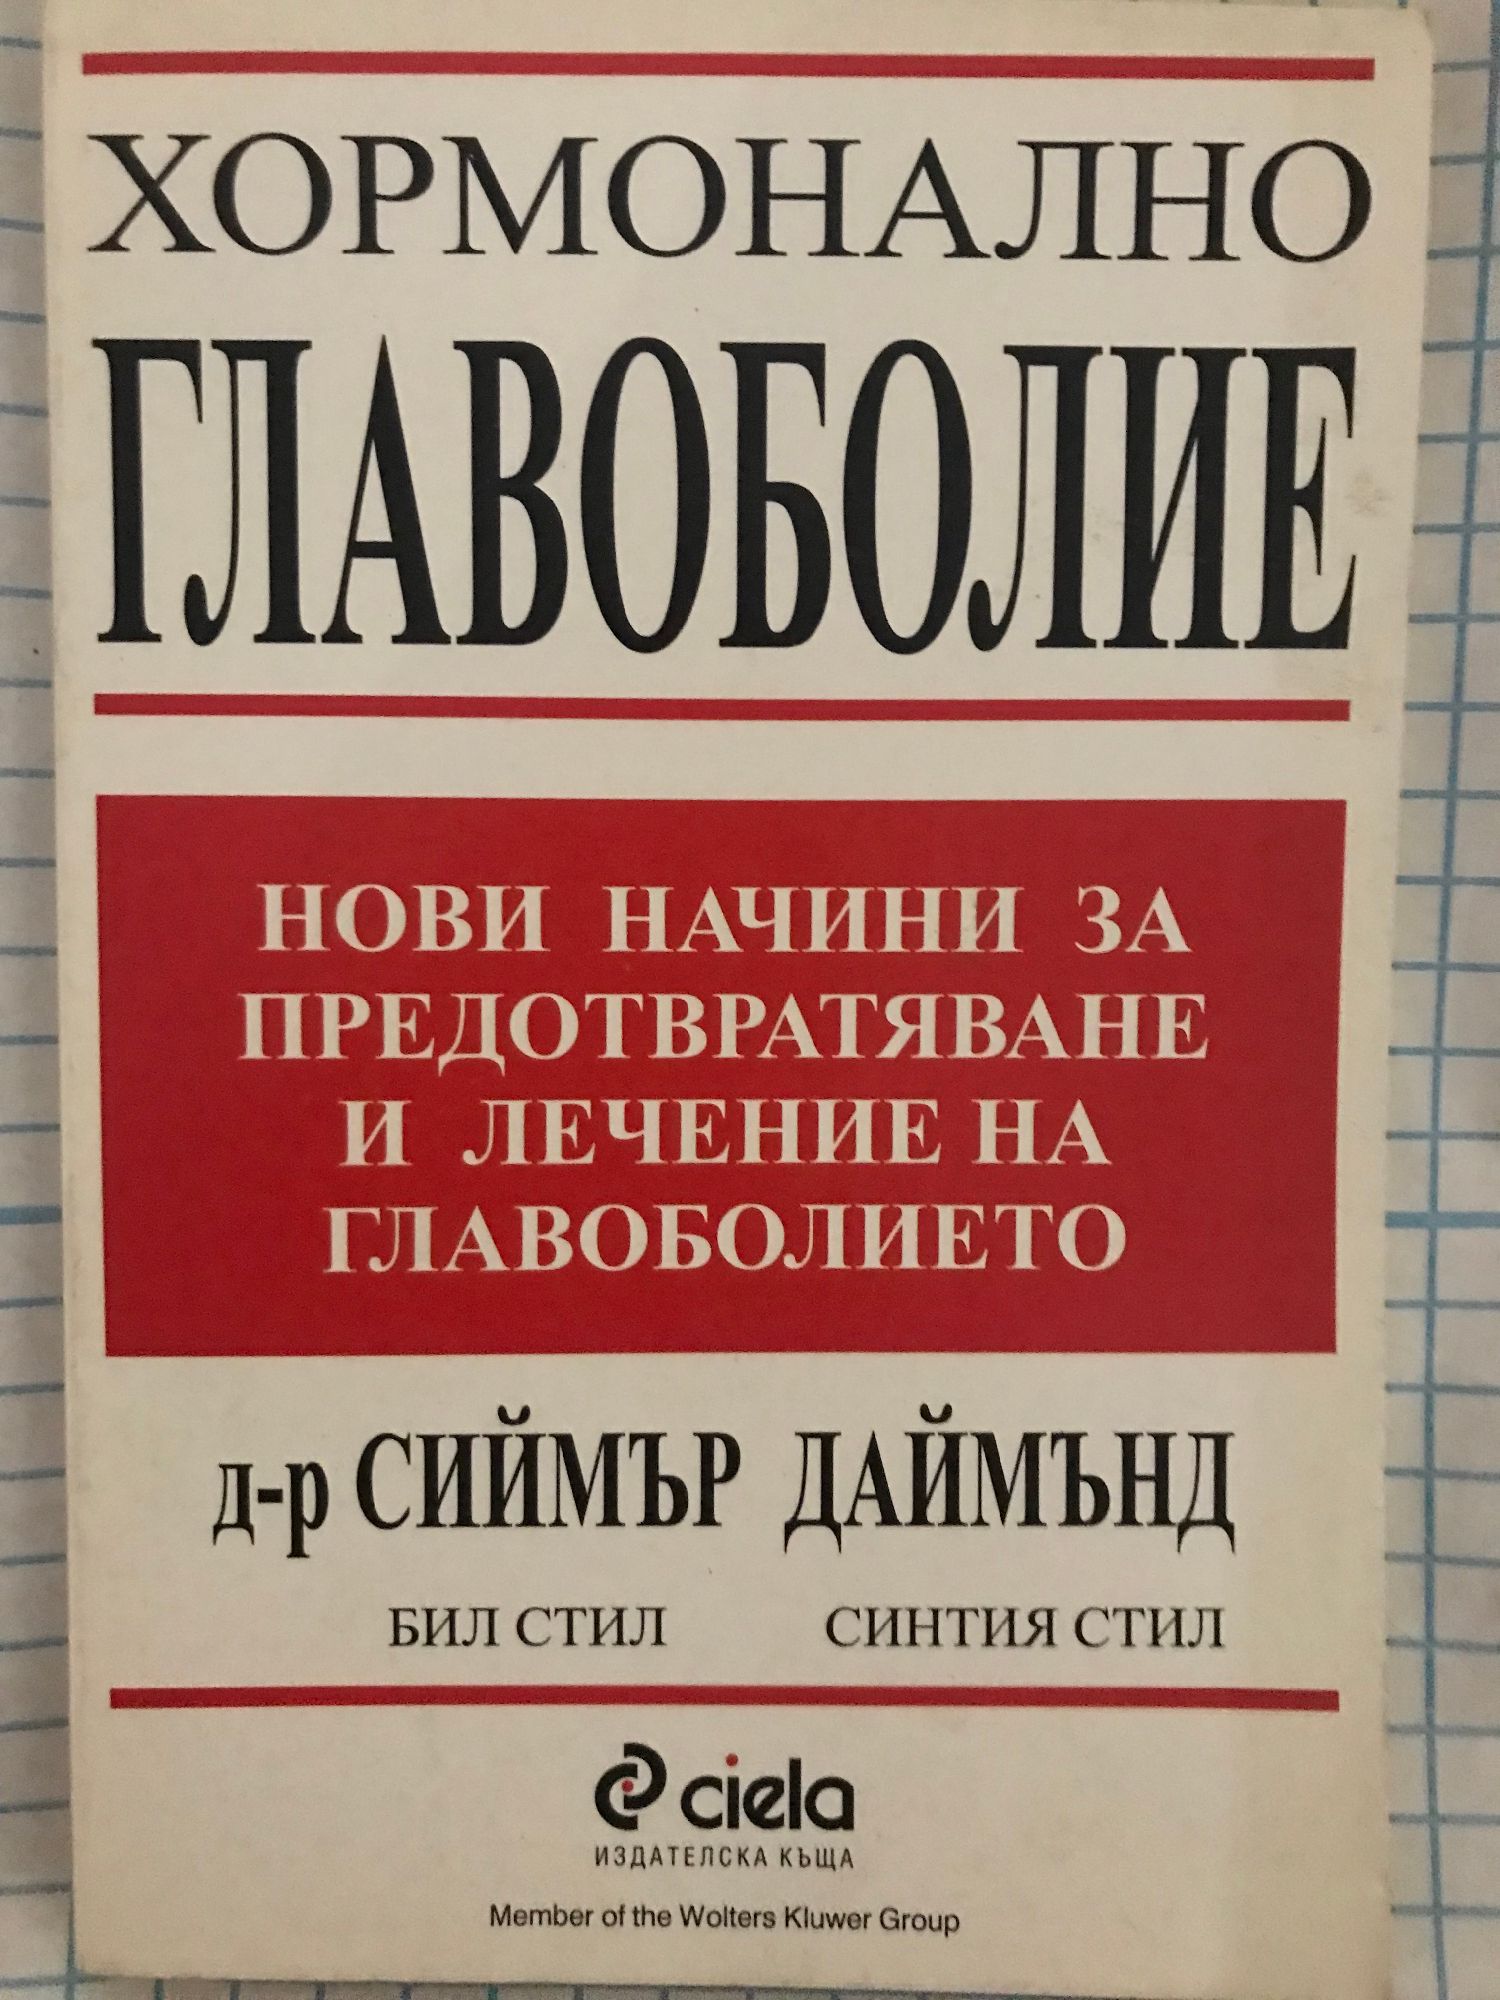 ХОРМОНАЛНО
ГЛАВОБОЛИЕ
НОВИ НАЧИНИ ЗА
ПРЕДОТВРАТЯВАНЕ
И ЛЕЧЕНИЕ НА
ГЛАВОБОЛИЕТО
д-р СИЙМЪР ДАЙМЪНД
БИЛ СТИЛ СИНТИЯ СТИЛ
ciela
ИЗДАТЕЛСКА КЪЩА
Member of the Wolters Kluwer Group